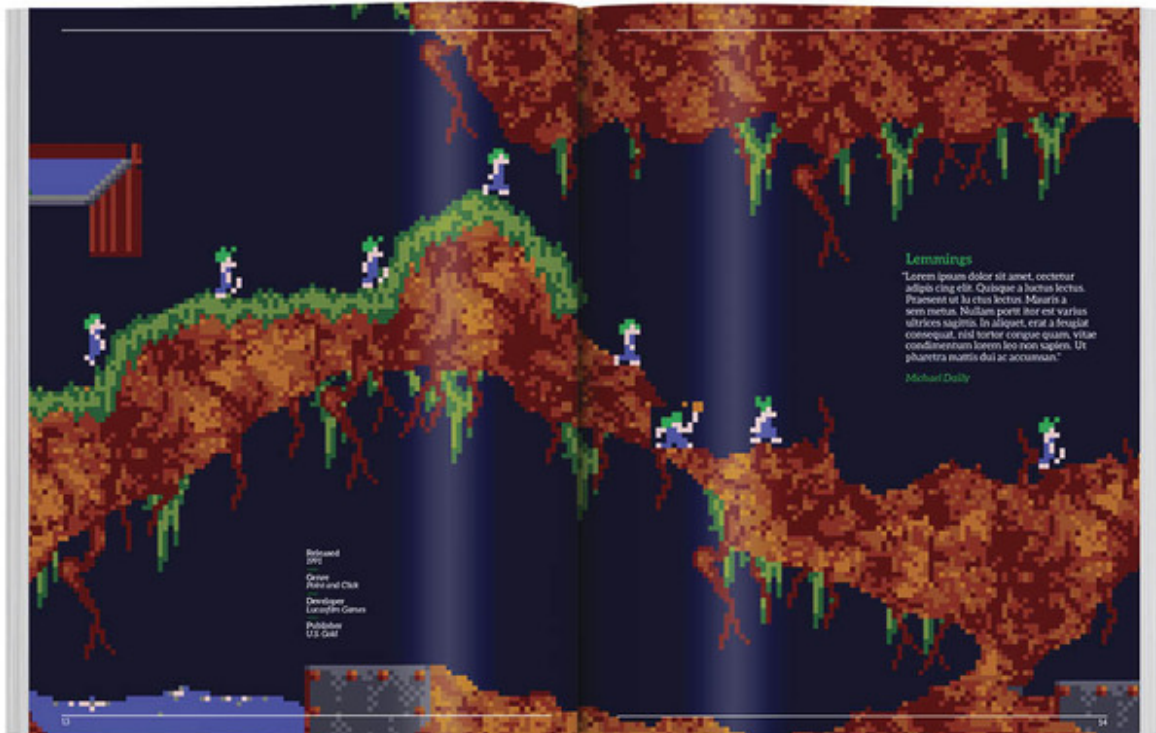 Lemmings
"Lorem ipsum dolor sit amet, cectetur
adipis cing elit. Quisque a luctus lectus.
Praesent ut lu ctus lectus. Mauris a
sem metus. Nullam portt itor est varius
ultrices sagittis. In aliquet, erat a feugiat
consequat, nisl tortor congue quam, vitae
condimentum lorem leo non sapien. Ut
pharetra mattis dui ac accumsan."
Michael Dailly
Released
1991
Genre
Point and Click
Developer
Lucasfilm Games
Publisher
U.S. Gold
53
54